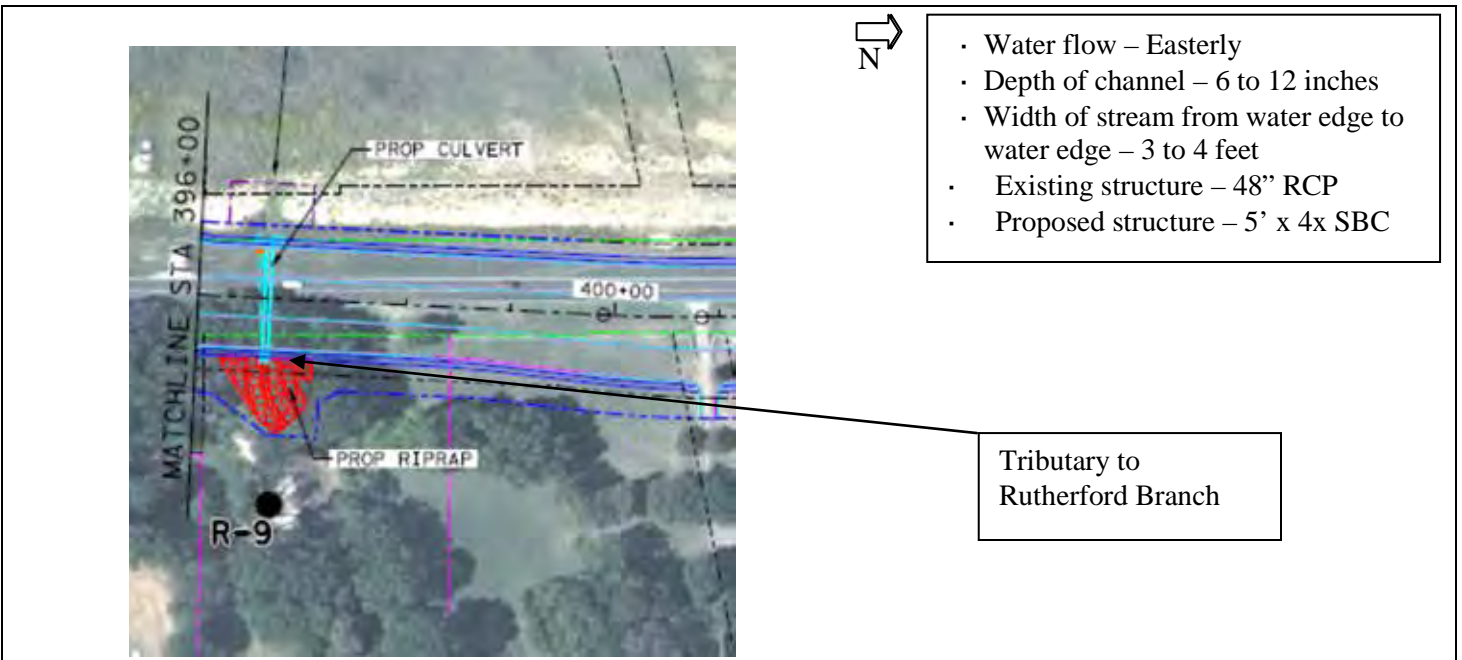 N
· Water flow – Easterly
· Depth of channel – 6 to 12 inches
· Width of stream from water edge to
water edge – 3 to 4 feet
· Existing structure – 48” RCP
· Proposed structure – 5’ x 4x SBC
MATCHLINE STA 396+00
PROP CULVERT
400+00
PROP RIPRAP
R-9
Tributary to
Rutherford Branch